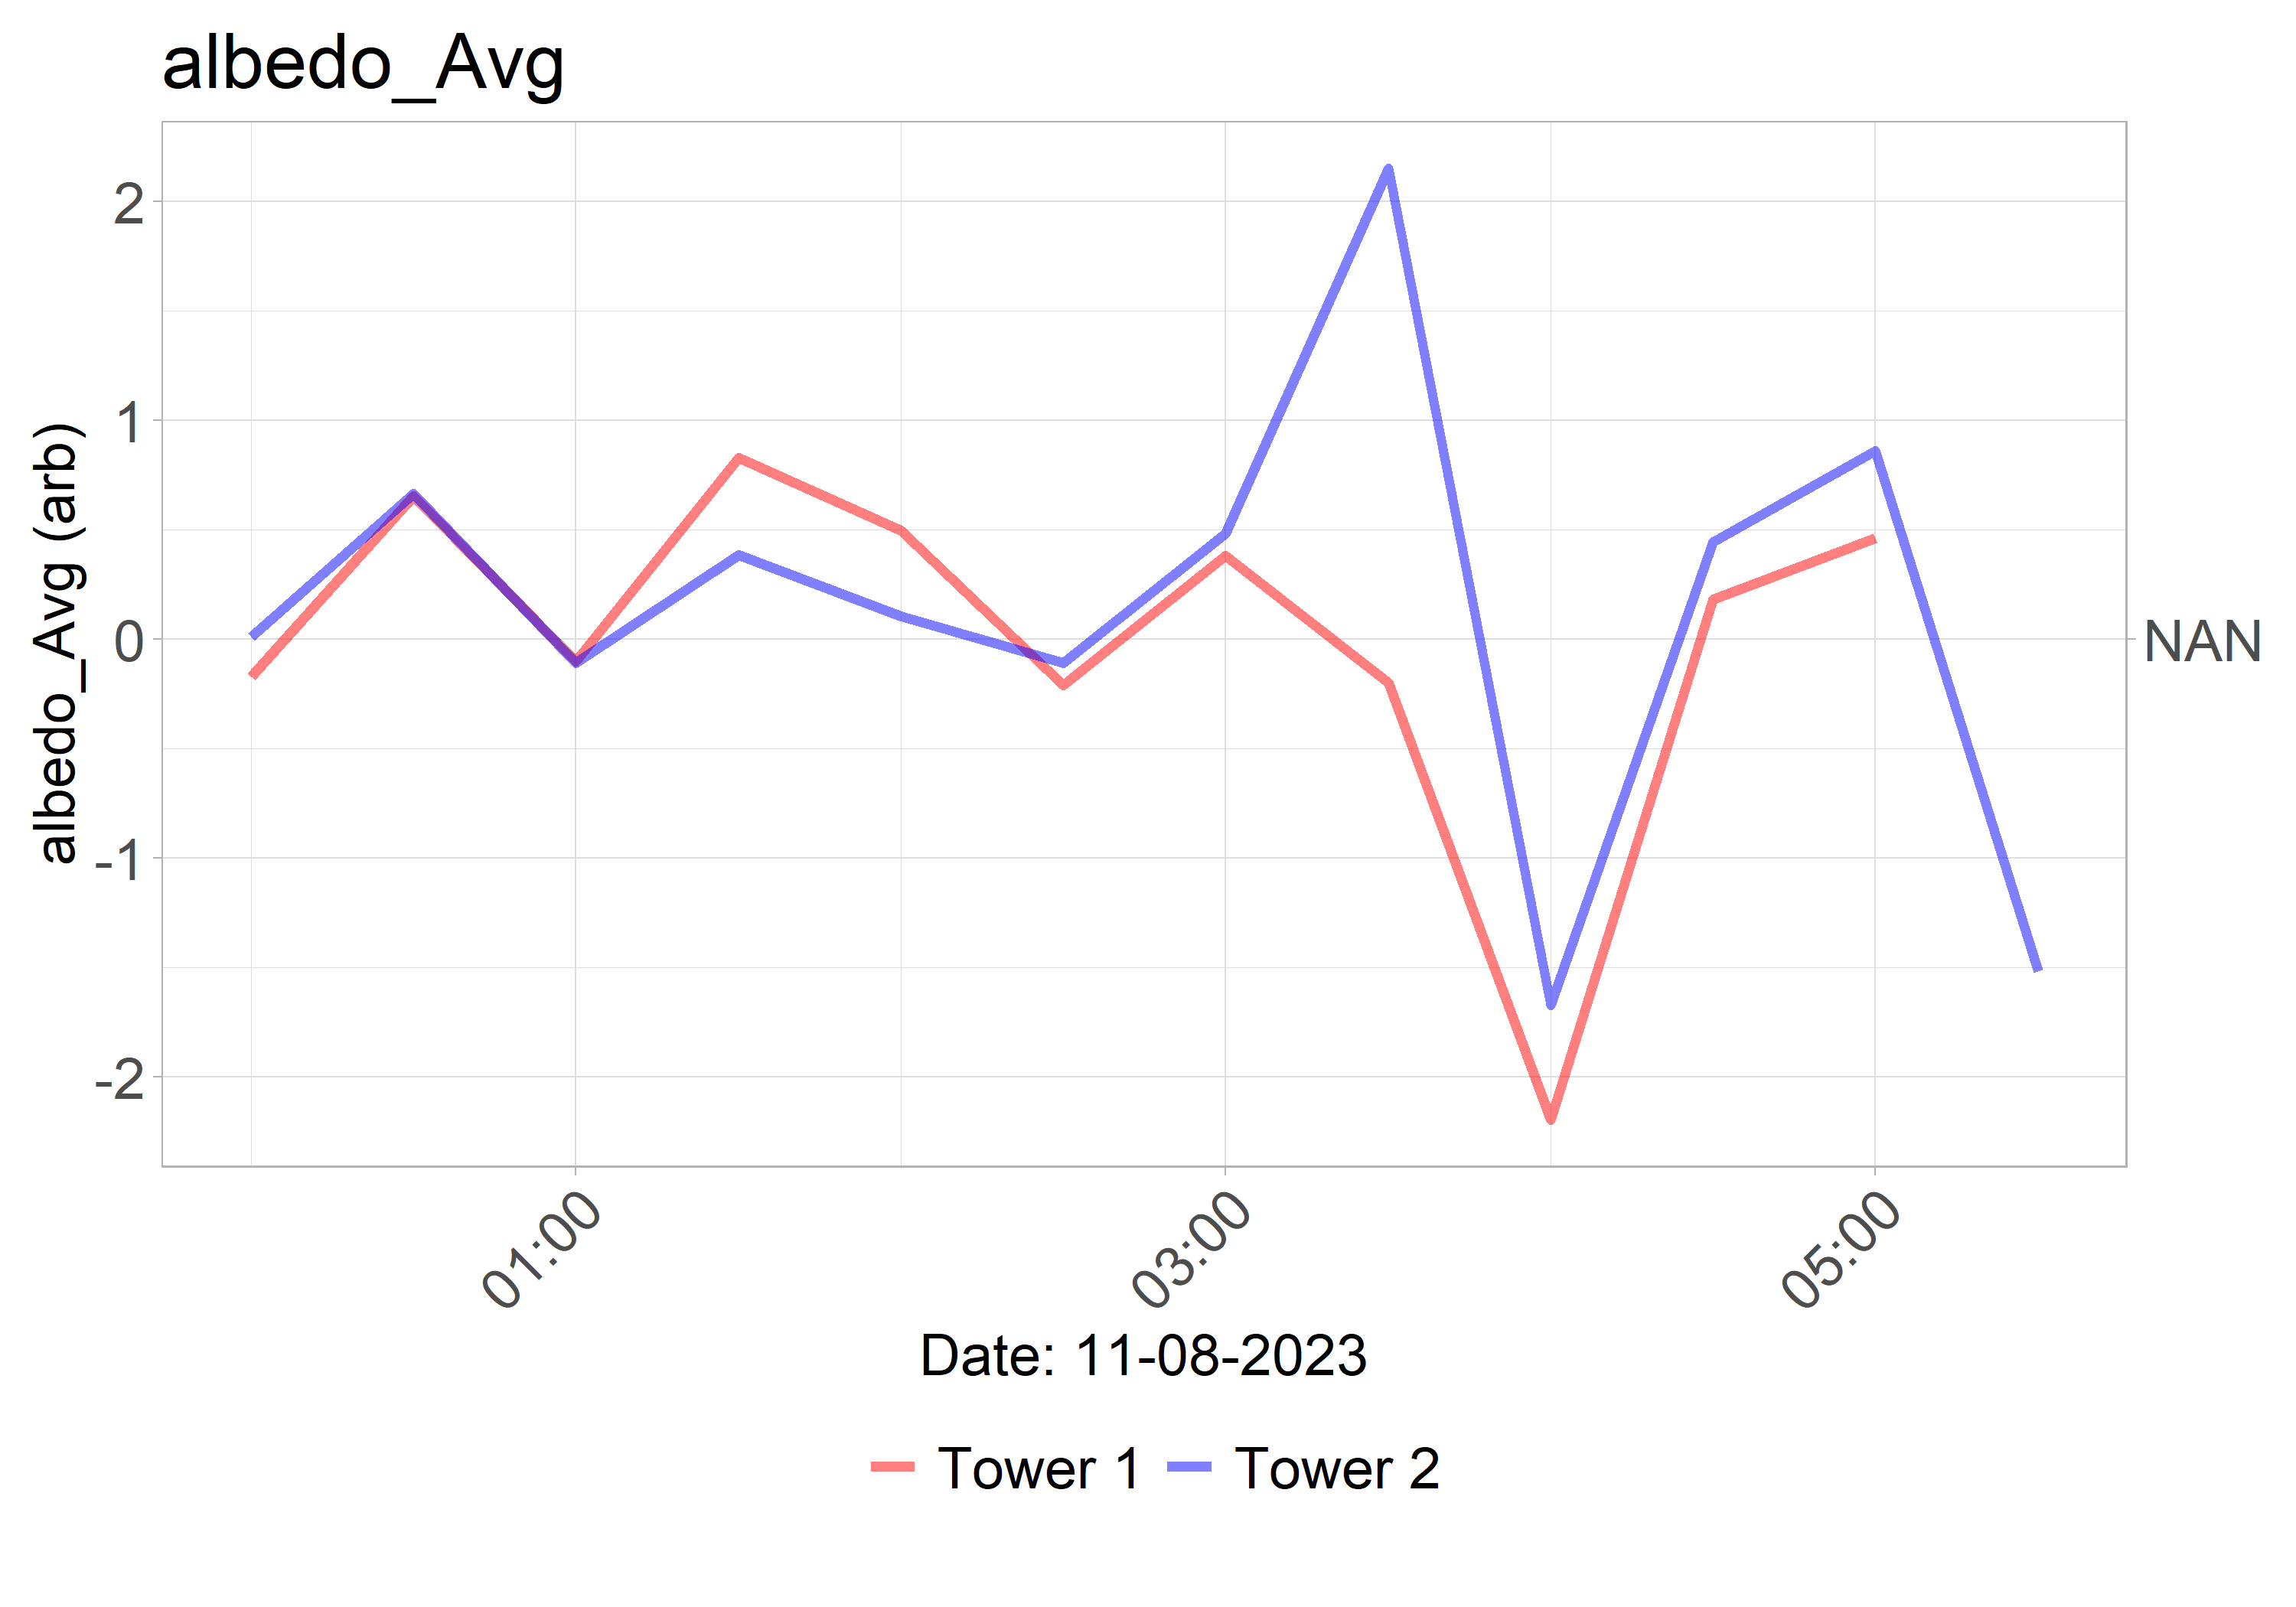 albedo_Avg
albedo_Avg (arb)
2
1
0
-1
-2
NAN
01:00
03:00
05:00
Date: 11-08-2023
Tower 1
Tower 2